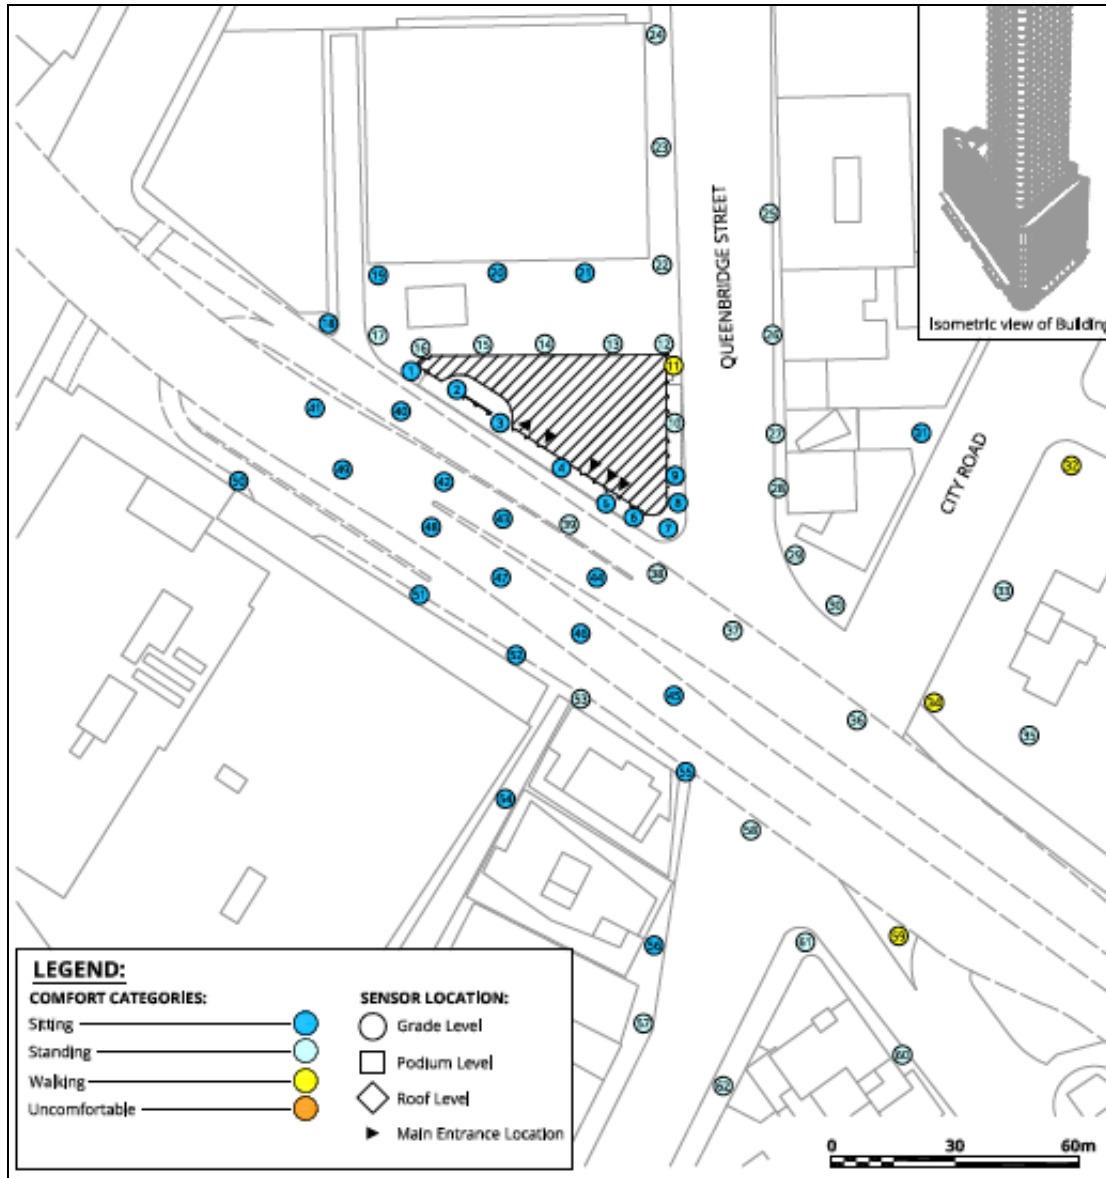 24
23
25
QUEENBRIDGE STREET
22
19 20 21
Isometric view of Building
18
17 26
16 15 14 13 12
1 11
2
41 40
3 10
27 31
CITY ROAD
4 32
49 9
50 42 28
5 8
43 6
48 39 7
29
38
47 44
33
51
30
46 37
52
45
53 34
36
35
55
54
58
59
56 61
57
60
62
LEGEND:
COMFORT CATEGORIES:
Sitting
Standing
Walking
Uncomfortable
SENSOR LOCATION:
Grade Level
Podium Level
Roof Level
Main Entrance Location
0 30 60m